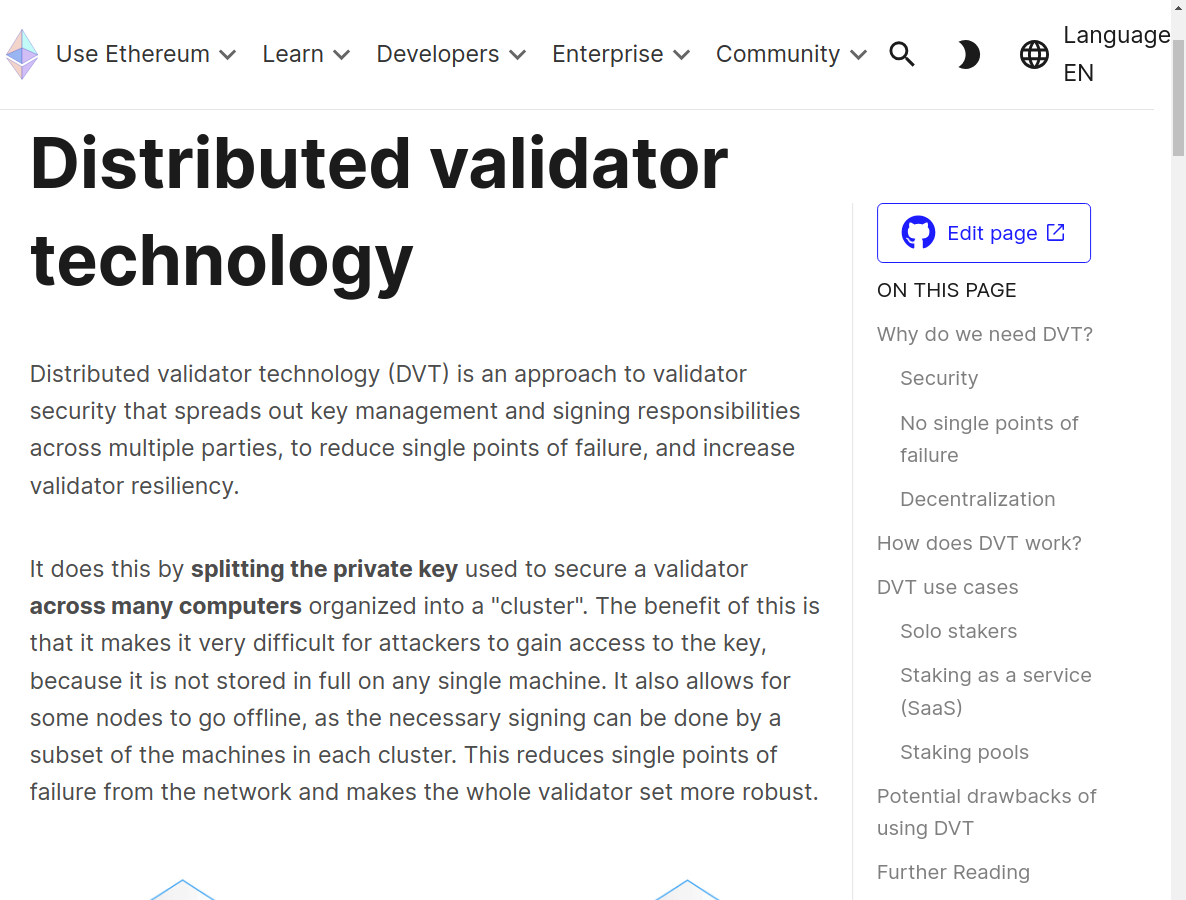 Use Ethereum Learn Developers Enterprise Community Language
EN
Distributed validator
technology
Distributed validator technology (DVT) is an approach to validator
security that spreads out key management and signing responsibilities
across multiple parties, to reduce single points of failure, and increase
validator resiliency.
It does this by splitting the private key used to secure a validator
across many computers organized into a "cluster". The benefit of this is
that it makes it very difficult for attackers to gain access to the key,
because it is not stored in full on any single machine. It also allows for
some nodes to go offline, as the necessary signing can be done by a
subset of the machines in each cluster. This reduces single points of
failure from the network and makes the whole validator set more robust.
Edit page
ON THIS PAGE
Why do we need DVT?
Security
No single points of
failure
Decentralization
How does DVT work?
DVT use cases
Solo stakers
Staking as a service
(SaaS)
Staking pools
Potential drawbacks of
using DVT
Further Reading